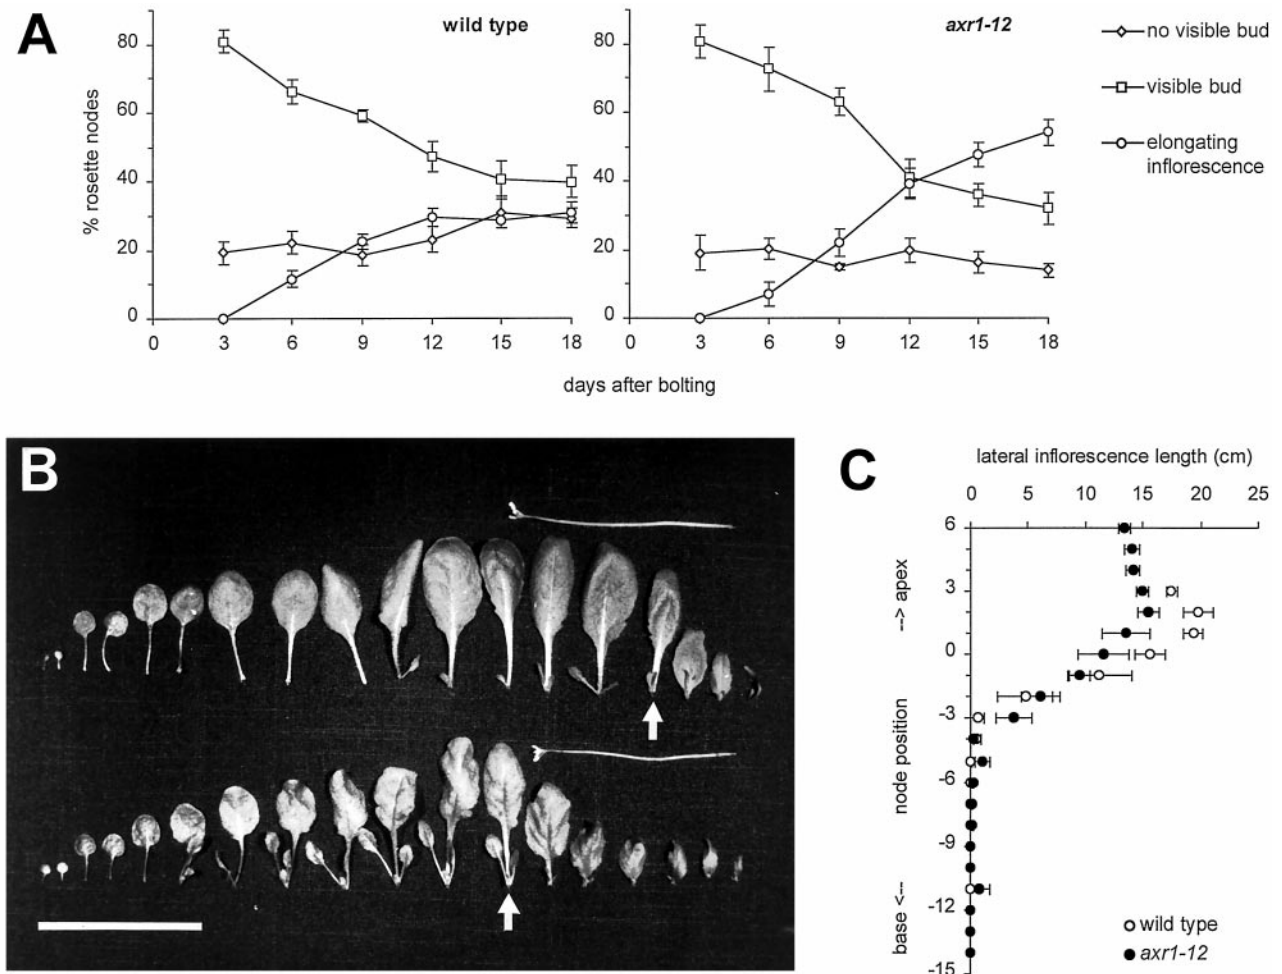 A
wild type
axr1-12
no visible bud
visible bud
elongating
inflorescence
% rosette nodes
80
60
40
20
0
80
60
40
20
0
0 3 6 9 12 15 18
0 3 6 9 12 15 18
days after bolting
B
C
lateral inflorescence length (cm)
0 5 10 15 20 25
6
3
0
-3
-6
-9
-12
-15
--> apex
node position
base <--
wild type
axr1-12